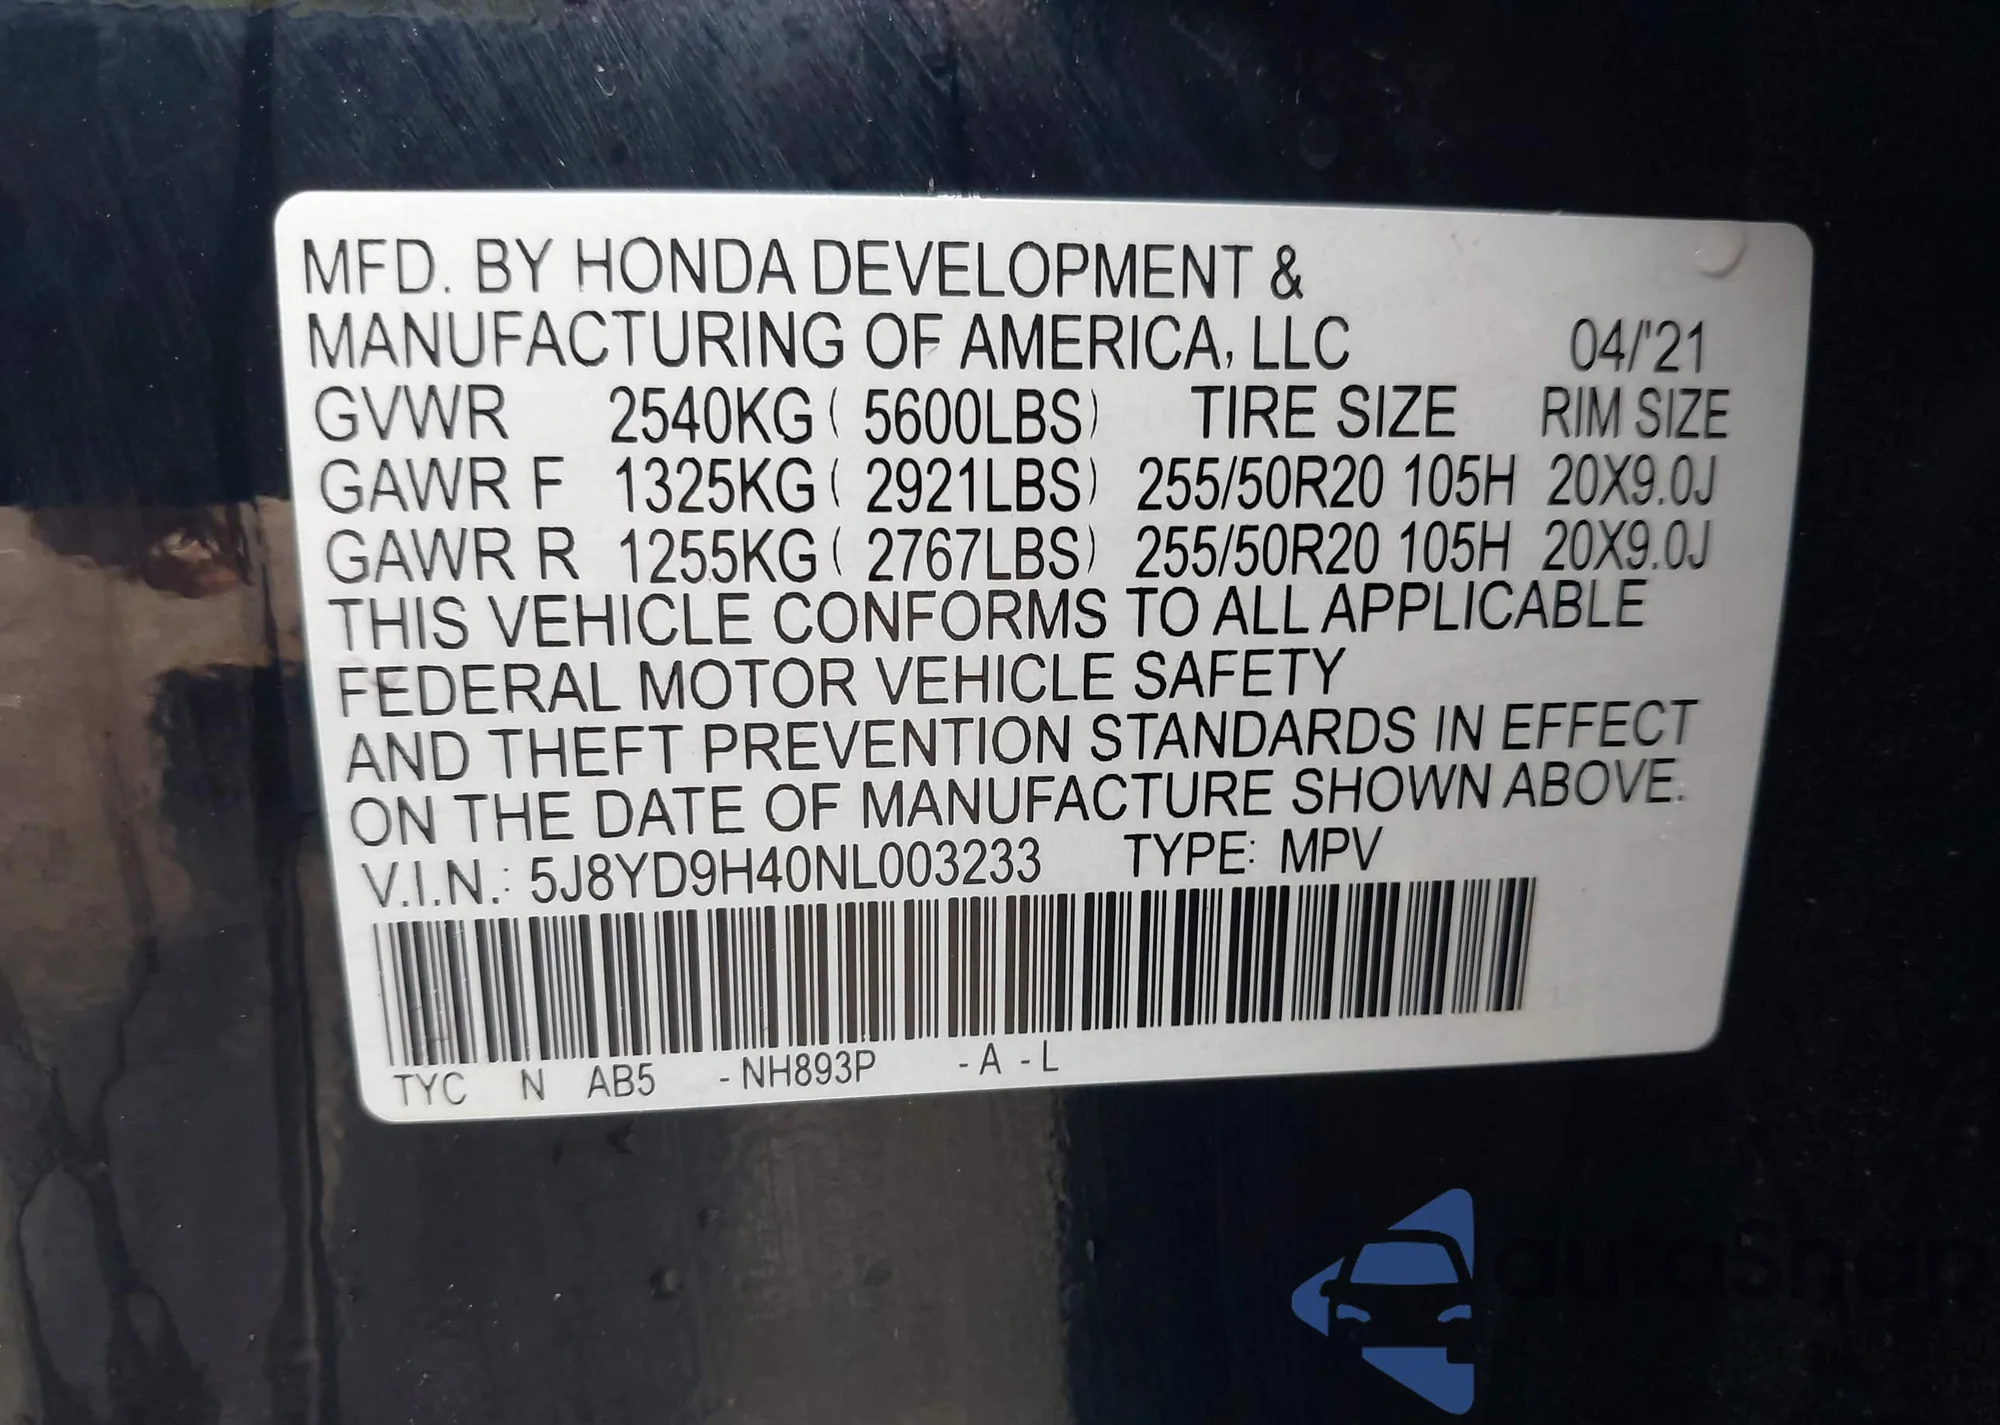 MFD. BY HONDA DEVELOPMENT &
MANUFACTURING OF AMERICA, LLC 04/'21
GVWR 2540KG ( 5600LBS) TIRE SIZE RIM SIZE
GAWR F 1325KG ( 2921LBS) 255/50R20 105H 20X9.0J
GAWR R 1255KG ( 2767LBS) 255/50R20 105H 20X9.0J
THIS VEHICLE CONFORMS TO ALL APPLICABLE
FEDERAL MOTOR VEHICLE SAFETY
AND THEFT PREVENTION STANDARDS IN EFFECT
ON THE DATE OF MANUFACTURE SHOWN ABOVE.
V.I.N.: 5J8YD9H40NL003233 TYPE: MPV
TYC N AB5 -NH893P -A -L